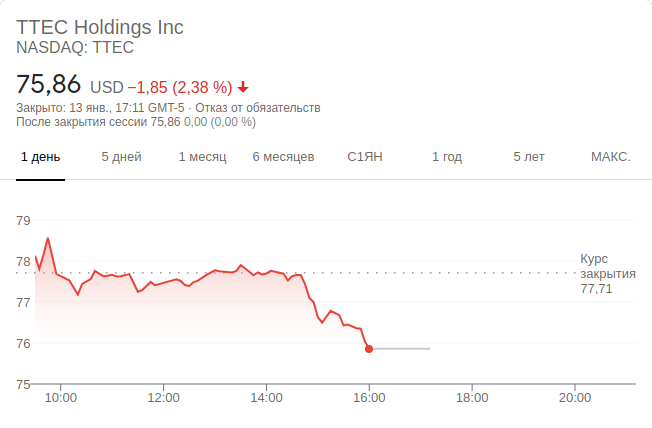 TTEC Holdings Inc
NASDAQ: TTEC
75,86 USD −1,85 (2,38 %)
Закрыто: 13 янв., 17:11 GMT-5 · Отказ от обязательств
После закрытия сессии 75,86 0,00 (0,00 %)
1 день 5 дней 1 месяц 6 месяцев С1ЯН 1 год 5 лет МАКС.
79
78
77
76
75
Курс
закрытия
77,71
10:00 12:00 14:00 16:00 18:00 20:00